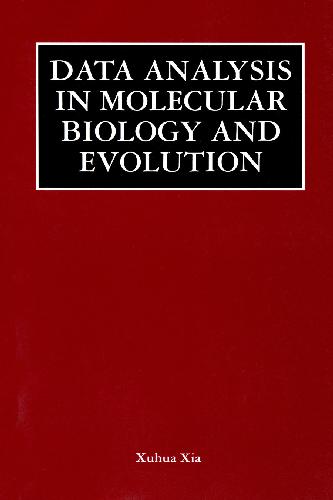 DATA ANALYSIS
IN MOLECULAR
BIOLOGY AND
EVOLUTION
Xuhua Xia